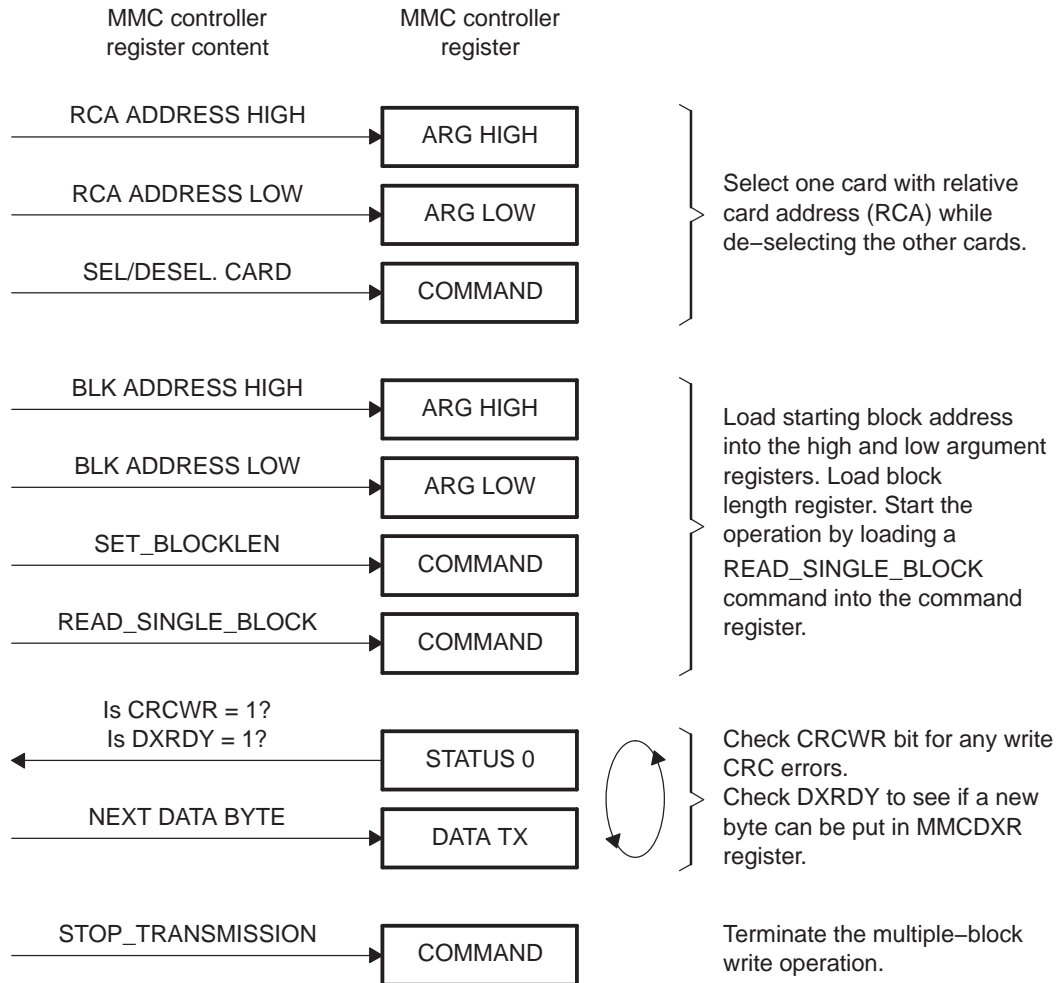 MMC controller
register content
MMC controller
register
RCA ADDRESS HIGH
ARG HIGH
RCA ADDRESS LOW
ARG LOW
SEL/DESEL. CARD
COMMAND
Select one card with relative
card address (RCA) while
de−selecting the other cards.
BLK ADDRESS HIGH
ARG HIGH
BLK ADDRESS LOW
ARG LOW
SET_BLOCKLEN
COMMAND
READ_SINGLE_BLOCK
COMMAND
Load starting block address
into the high and low argument
registers. Load block
length register. Start the
operation by loading a
READ_SINGLE_BLOCK
command into the command
register.
Is CRCWR = 1?
Is DXRDY = 1?
STATUS 0
NEXT DATA BYTE
DATA TX
Check CRCWR bit for any write
CRC errors.
Check DXRDY to see if a new
byte can be put in MMCDXR
register.
STOP_TRANSMISSION
COMMAND
Terminate the multiple−block
write operation.